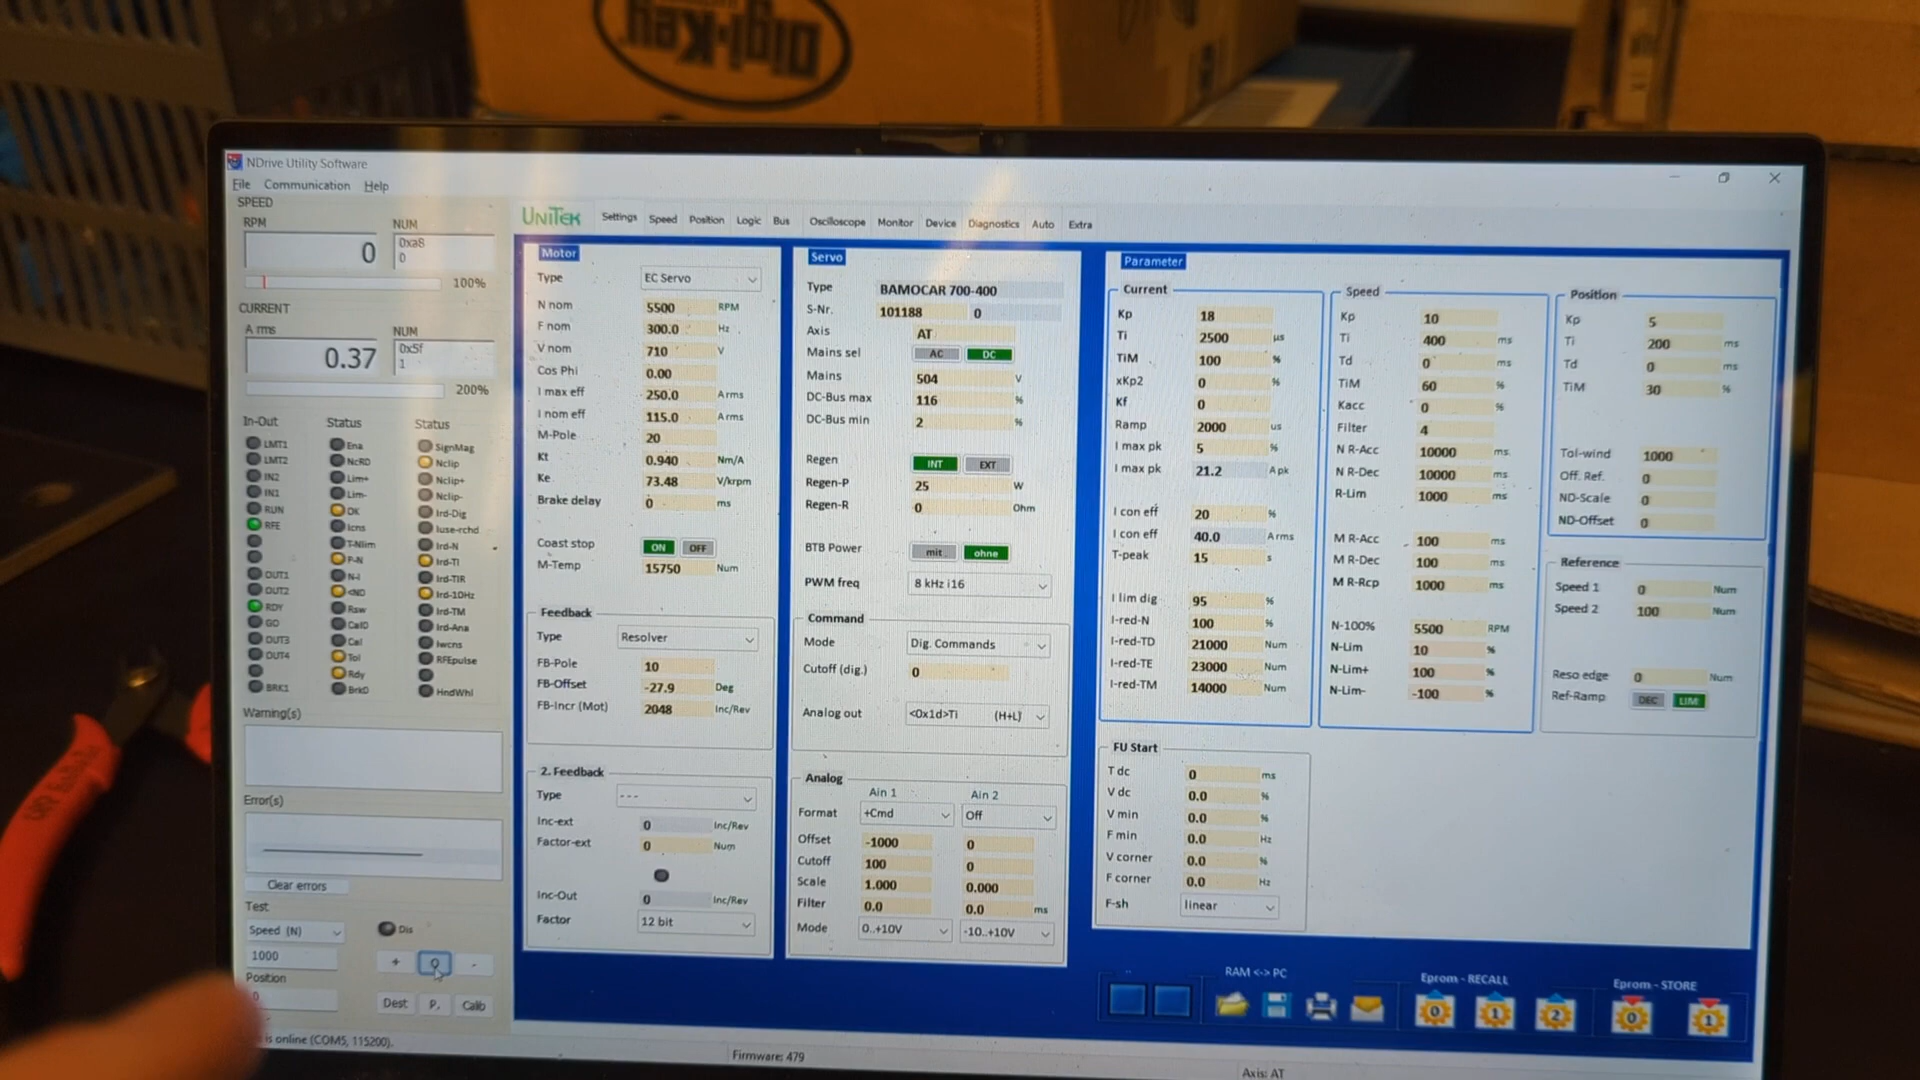 Digi-Key
NDrive Utility Software
File Communication Help
SPEED
RPM NUM
0 0xa8
0
100%
CURRENT
A rms NUM
0.37 0x5f
1
200%
In-Out Status Status
LMT1 Ena SignMag
LMT2 NcR0 Nclip
IN2 Lim+ Nclip+
IN1 Lim- Nclip-
RUN OK Ird-Dig
RFE Icns Iuse-rchd
T-Nlim Ird-N
P-N Ird-TI
OUT1 N-I Ird-TIR
OUT2 <N0 Ird-10Hz
RDY Rsw Ird-TM
GO Cal0 Ird-Ana
OUT3 Cal Iwcns
OUT4 Tol RFEpulse
Rdy
BRK1 Brk0 HndWhl
Warning(s)
Error(s)
Clear errors
Test
Speed (N) Dis
1000 + 0 -
Position
0 Dest P. Calib
is online (COM5, 115200).
UNITEK Settings Speed Position Logic Bus Oscilloscope Monitor Device Diagnostics Auto Extra
Motor
Type EC Servo
N nom 5500 RPM
F nom 300.0 Hz
V nom 710 V
Cos Phi 0.00
I max eff 250.0 A rms
I nom eff 115.0 A rms
M-Pole 20
Kt 0.940 Nm/A
Ke 73.48 V/krpm
Brake delay 0 ms
Coast stop ON OFF
M-Temp 15750 Num
Feedback
Type Resolver
FB-Pole 10
FB-Offset -27.9 Deg
FB-Incr (Mot) 2048 Inc/Rev
2. Feedback
Type ---
Inc-ext 0 Inc/Rev
Factor-ext 0 Num
Inc-Out 0 Inc/Rev
Factor 12 bit
Servo
Type BAMOCAR 700-400
S-Nr. 101188 0
Axis AT
Mains sel AC DC
Mains 504 V
DC-Bus max 116 %
DC-Bus min 2 %
Regen INT EXT
Regen-P 25 W
Regen-R 0 Ohm
BTB Power mit ohne
PWM freq 8 kHz i16
Command
Mode Dig. Commands
Cutoff (dig.) 0
Analog out <0x1d>Ti (H+L)
Analog
Ain 1 Ain 2
Format +Cmd Off
Offset -1000 0
Cutoff 100 0
Scale 1.000 0.000
Filter 0.0 0.0 ms
Mode 0..+10V -10..+10V
Parameter
Current
Kp 18
Ti 2500 µs
TiM 100 %
xKp2 0 %
Kf 0
Ramp 2000 us
I max pk 5 %
I max pk 21.2 A pk
I con eff 20 %
I con eff 40.0 A rms
T-peak 15 s
I lim dig 95 %
I-red-N 100 %
I-red-TD 21000 Num
I-red-TE 23000 Num
I-red-TM 14000 Num
Speed
Kp 10
Ti 400 ms
Td 0 ms
TiM 60 %
Kacc 0 %
Filter 4
N R-Acc 10000 ms
N R-Dec 10000 ms
R-Lim 1000 ms
M R-Acc 100 ms
M R-Dec 100 ms
M R-Rcp 1000 ms
N-100% 5500 RPM
N-Lim 10 %
N-Lim+ 100 %
N-Lim- -100 %
Position
Kp 5
Ti 200 ms
Td 0 ms
TiM 30 %
Tol-wind 1000
Off. Ref. 0
ND-Scale 0
ND-Offset 0
Reference
Speed 1 0 Num
Speed 2 100 Num
Reso edge 0 Num
Ref-Ramp DEC LIM
FU Start
T dc 0 ms
V dc 0.0 %
V min 0.0 %
F min 0.0 Hz
V corner 0.0 %
F corner 0.0 Hz
F-sh linear
RAM <-> PC Eprom - RECALL Eprom - STORE
0 1 2 0 1
Firmware: 479
Axis: AT